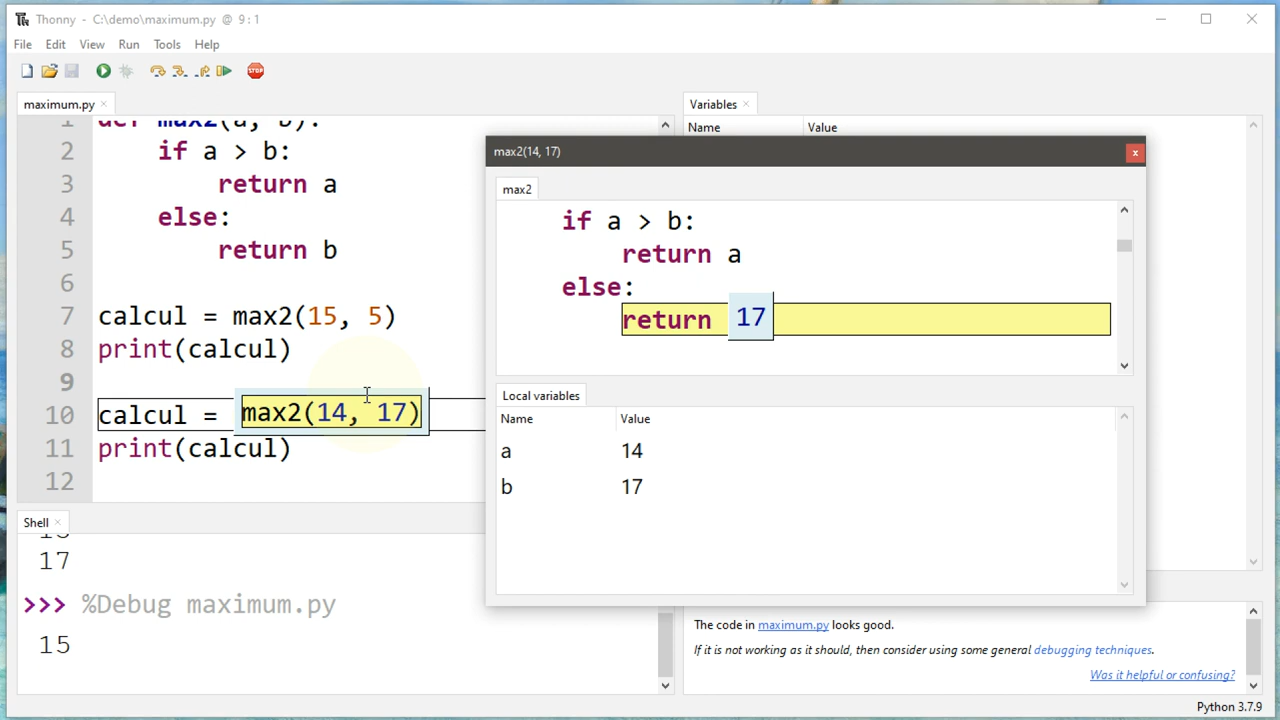 Thonny - C:\demo\maximum.py @ 9 : 1
File Edit View Run Tools Help
STOP
maximum.py ×
1 def max2(a, b):
2 if a > b:
3 return a
4 else:
5 return b
6
7 calcul = max2(15, 5)
8 print(calcul)
9
10 calcul = max2(14, 17)
11 print(calcul)
12
Shell ×
17
>>> %Debug maximum.py
15
Variables ×
Name Value
max2(14, 17)
max2
if a > b:
return a
else:
return 17
Local variables
Name Value
a 14
b 17
The code in maximum.py looks good.
If it is not working as it should, then consider using some general debugging techniques.
Was it helpful or confusing?
Python 3.7.9